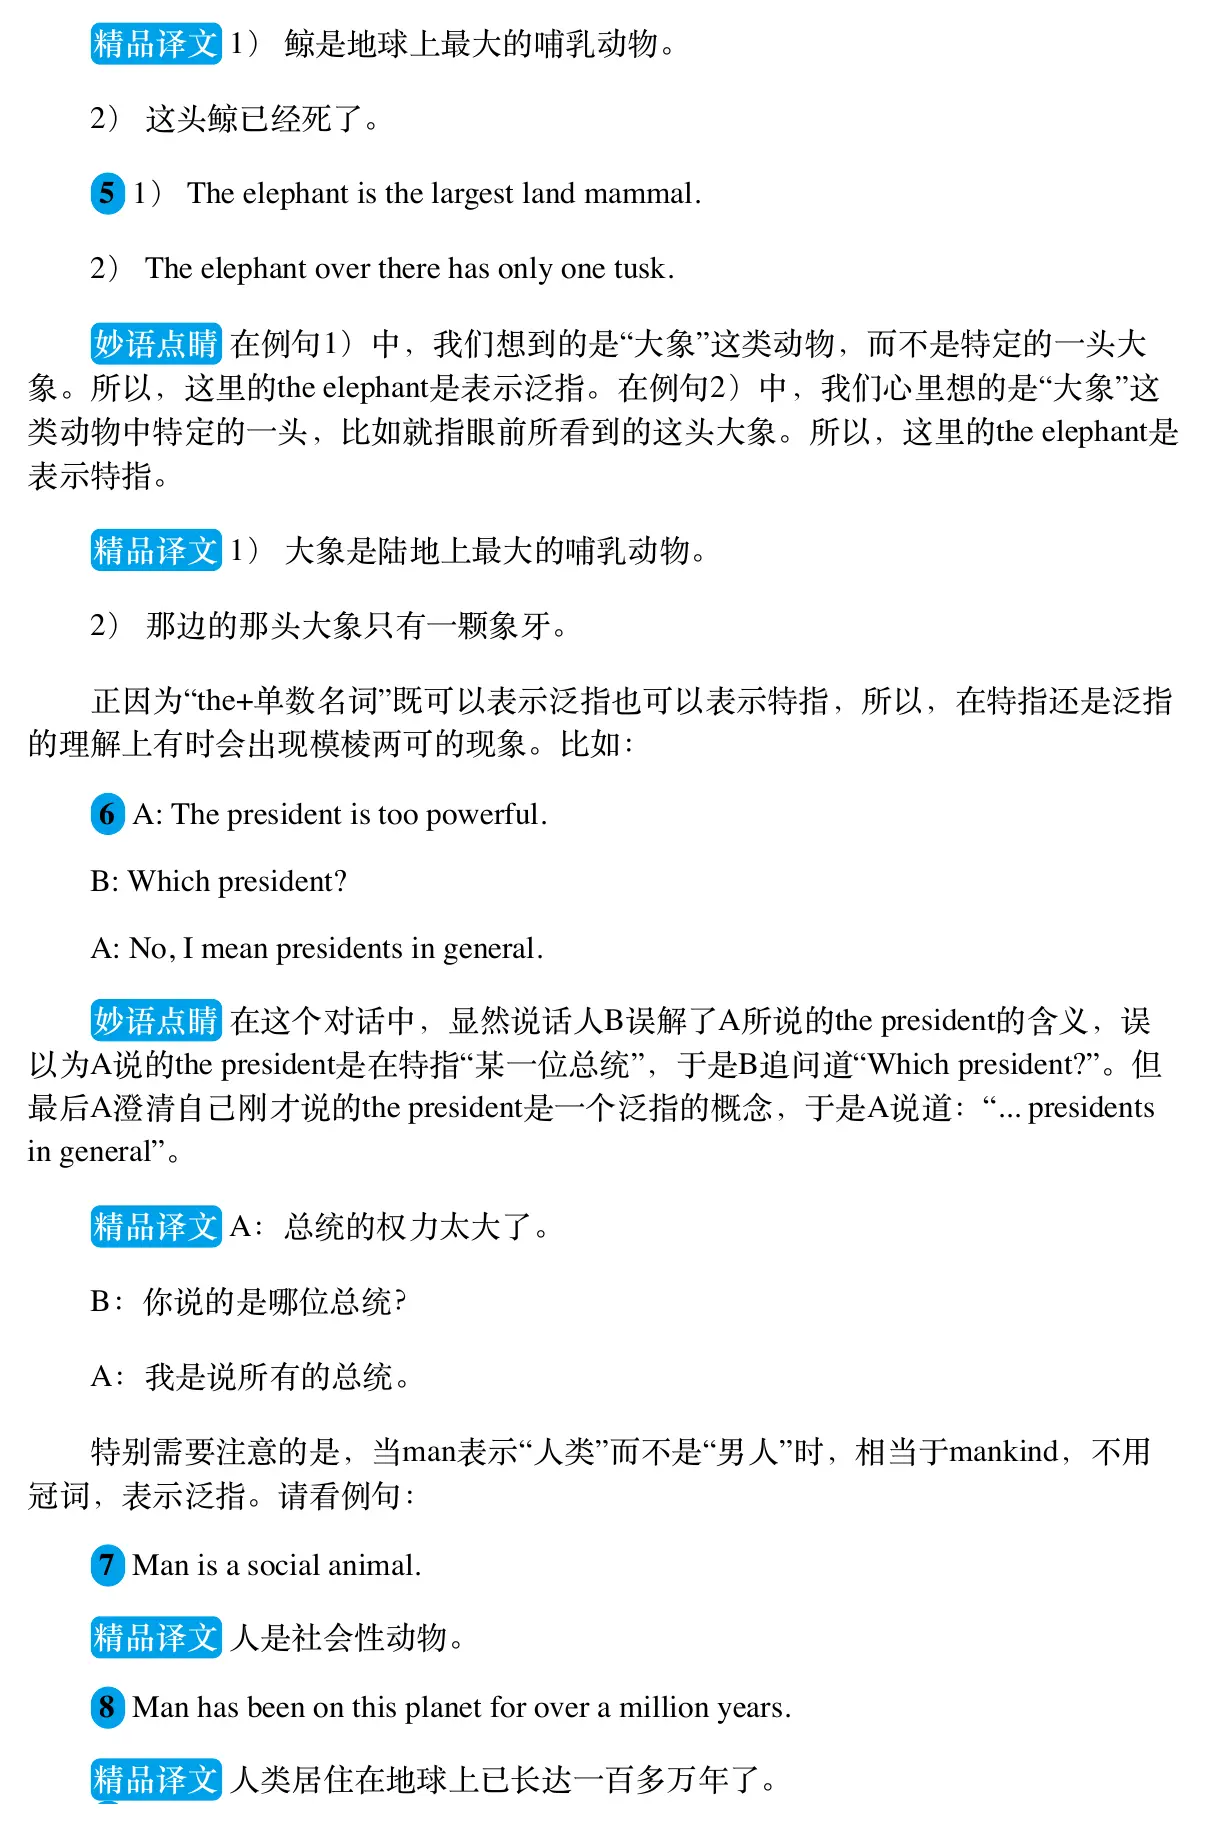 精品译文 1） 鲸是地球上最大的哺乳动物。
2） 这头鲸已经死了。
5 1） The elephant is the largest land mammal.
2） The elephant over there has only one tusk.
妙语点睛 在例句1）中，我们想到的是“大象”这类动物，而不是特定的一头大
象。所以，这里的the elephant是表示泛指。在例句2）中，我们心里想的是“大象”这
类动物中特定的一头，比如就指眼前所看到的这头大象。所以，这里的the elephant是
表示特指。
精品译文 1） 大象是陆地上最大的哺乳动物。
2） 那边的那头大象只有一颗象牙。
正因为“the+单数名词”既可以表示泛指也可以表示特指，所以，在特指还是泛指
的理解上有时会出现模棱两可的现象。比如：
6 A: The president is too powerful.
B: Which president?
A: No, I mean presidents in general.
妙语点睛 在这个对话中，显然说话人B误解了A所说的the president的含义，误
以为A说的the president是在特指“某一位总统”，于是B追问道“Which president?”。但
最后A澄清自己刚才说的the president是一个泛指的概念，于是A说道：“... presidents
in general”。
精品译文 A：总统的权力太大了。
B：你说的是哪位总统？
A：我是说所有的总统。
特别需要注意的是，当man表示“人类”而不是“男人”时，相当于mankind，不用
冠词，表示泛指。请看例句：
7 Man is a social animal.
精品译文 人是社会性动物。
8 Man has been on this planet for over a million years.
精品译文 人类居住在地球上已长达一百多万年了。